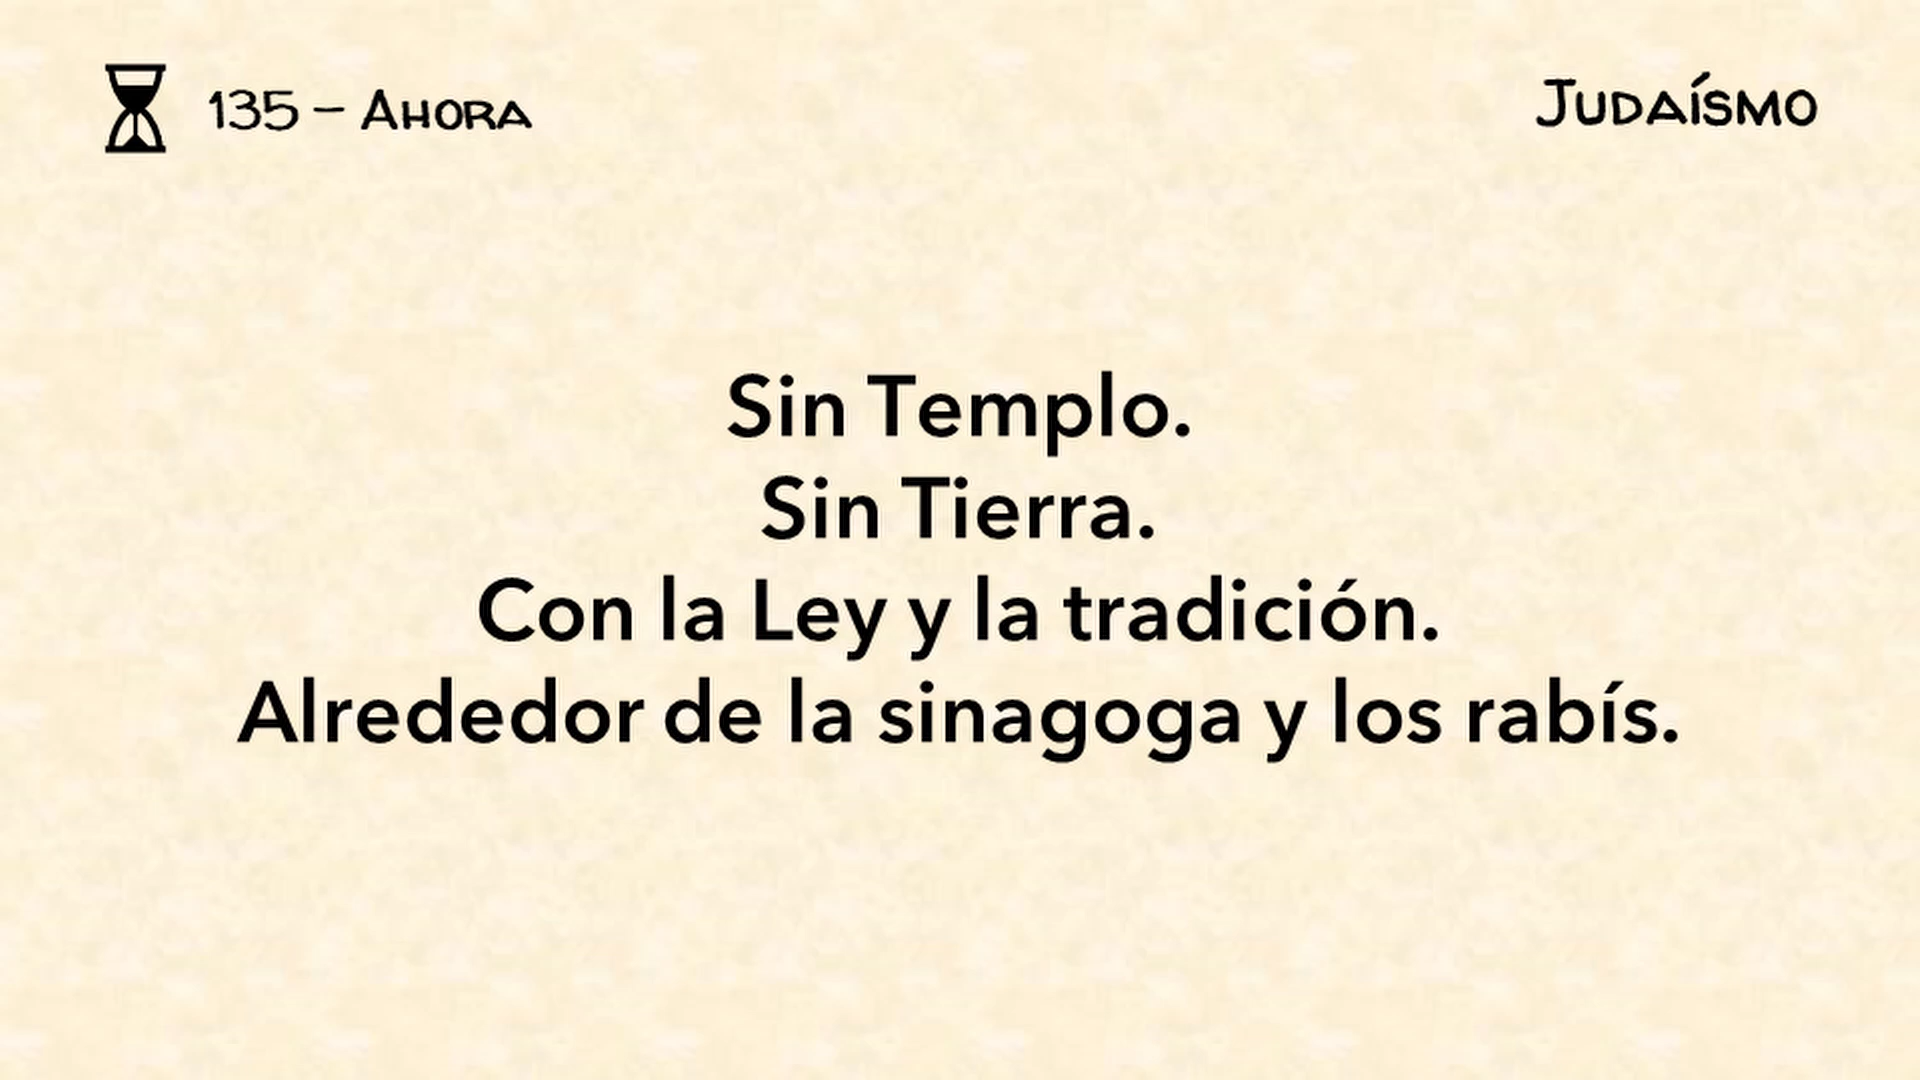 135 – Ahora
Judaísmo
Sin Templo.
Sin Tierra.
Con la Ley y la tradición.
Alrededor de la sinagoga y los rabís.